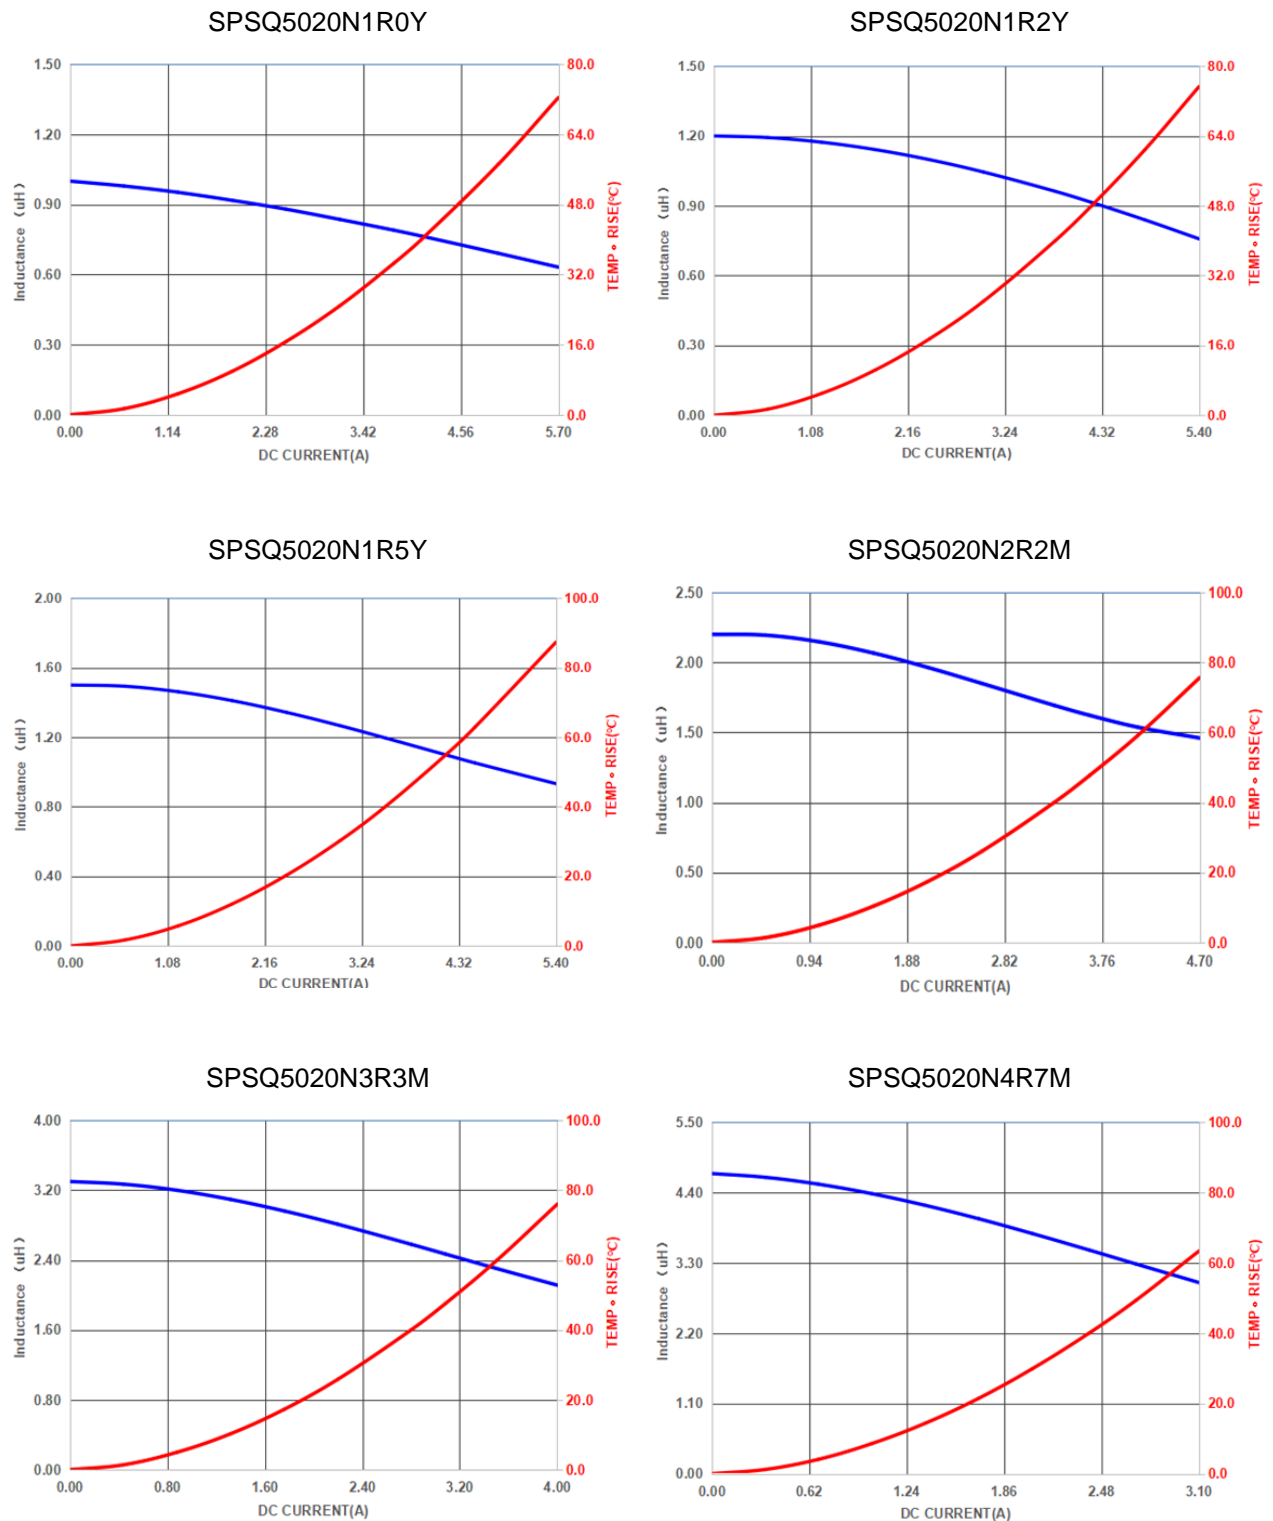 SPSQ5020N1R0Y
SPSQ5020N1R2Y
1.50
1.20
0.90
0.60
0.30
0.00
Inductance (uH)
80.0
64.0
48.0
32.0
16.0
0.0
TEMP。RISE(℃)
0.00 1.14 2.28 3.42 4.56 5.70
DC CURRENT(A)
1.50
1.20
0.90
0.60
0.30
0.00
Inductance (uH)
80.0
64.0
48.0
32.0
16.0
0.0
TEMP。RISE(℃)
0.00 1.08 2.16 3.24 4.32 5.40
DC CURRENT(A)
SPSQ5020N1R5Y
SPSQ5020N2R2M
2.00
1.60
1.20
0.80
0.40
0.00
Inductance (uH)
100.0
80.0
60.0
40.0
20.0
0.0
TEMP。RISE(℃)
0.00 1.08 2.16 3.24 4.32 5.40
DC CURRENT(A)
2.50
2.00
1.50
1.00
0.50
0.00
Inductance (uH)
100.0
80.0
60.0
40.0
20.0
0.0
TEMP。RISE(℃)
0.00 0.94 1.88 2.82 3.76 4.70
DC CURRENT(A)
SPSQ5020N3R3M
SPSQ5020N4R7M
4.00
3.20
2.40
1.60
0.80
0.00
Inductance (uH)
100.0
80.0
60.0
40.0
20.0
0.0
TEMP。RISE(℃)
0.00 0.80 1.60 2.40 3.20 4.00
DC CURRENT(A)
5.50
4.40
3.30
2.20
1.10
0.00
Inductance (uH)
100.0
80.0
60.0
40.0
20.0
0.0
TEMP。RISE(℃)
0.00 0.62 1.24 1.86 2.48 3.10
DC CURRENT(A)